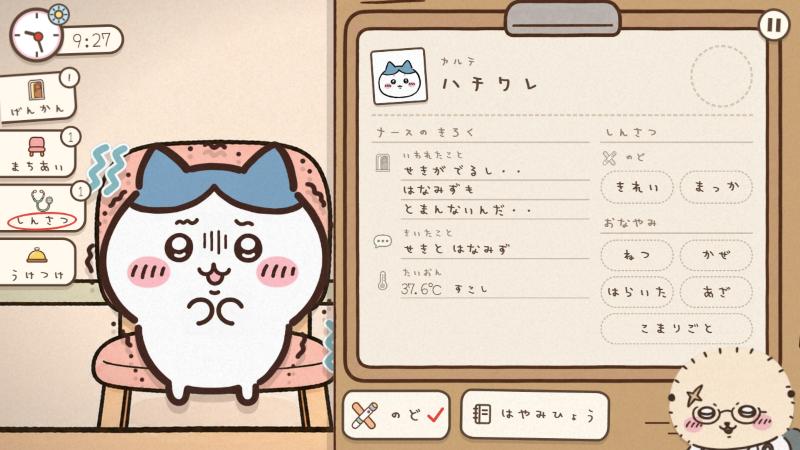 9:27
1
げんかん
1
まちあい
1
しんさつ
うけつけ
カルテ
ハチワレ
ナースの きろく
いわれたこと
せきが でるし・・
はなみずも
とまんないんだ・・
きいたこと
せきと はなみず
たいおん
37.6℃ すこし
しんさつ
のど
きれい
まっか
おなやみ
ねつ
かぜ
はらいた
あざ
こまりごと
のど
はやみひょう